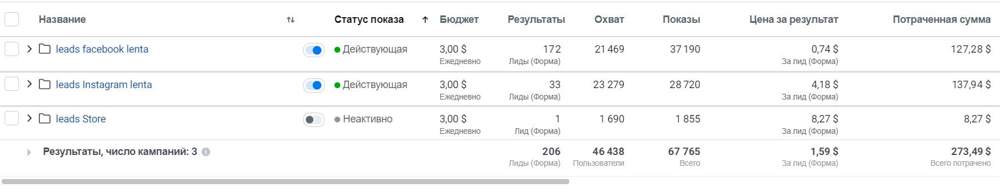 Название Статус показа Бюджет Результаты Охват Показы Цена за результат Потраченная сумма
leads facebook lenta Действующая 3,00 $ 172 21 469 37 190 0,74 $ 127,28 $
Ежедневно Лиды (Форма) За лид (Форма)
leads Instagram lenta Действующая 3,00 $ 33 23 279 28 720 4,18 $ 137,94 $
Ежедневно Лиды (Форма) За лид (Форма)
leads Store Неактивно 3,00 $ 1 1 690 1 855 8,27 $ 8,27 $
Ежедневно Лид (Форма) За лид (Форма)
Результаты, число кампаний: 3 206 46 438 67 765 1,59 $ 273,49 $
Лиды (Форма) Пользователи Всего За лид (Форма) Всего потрачено